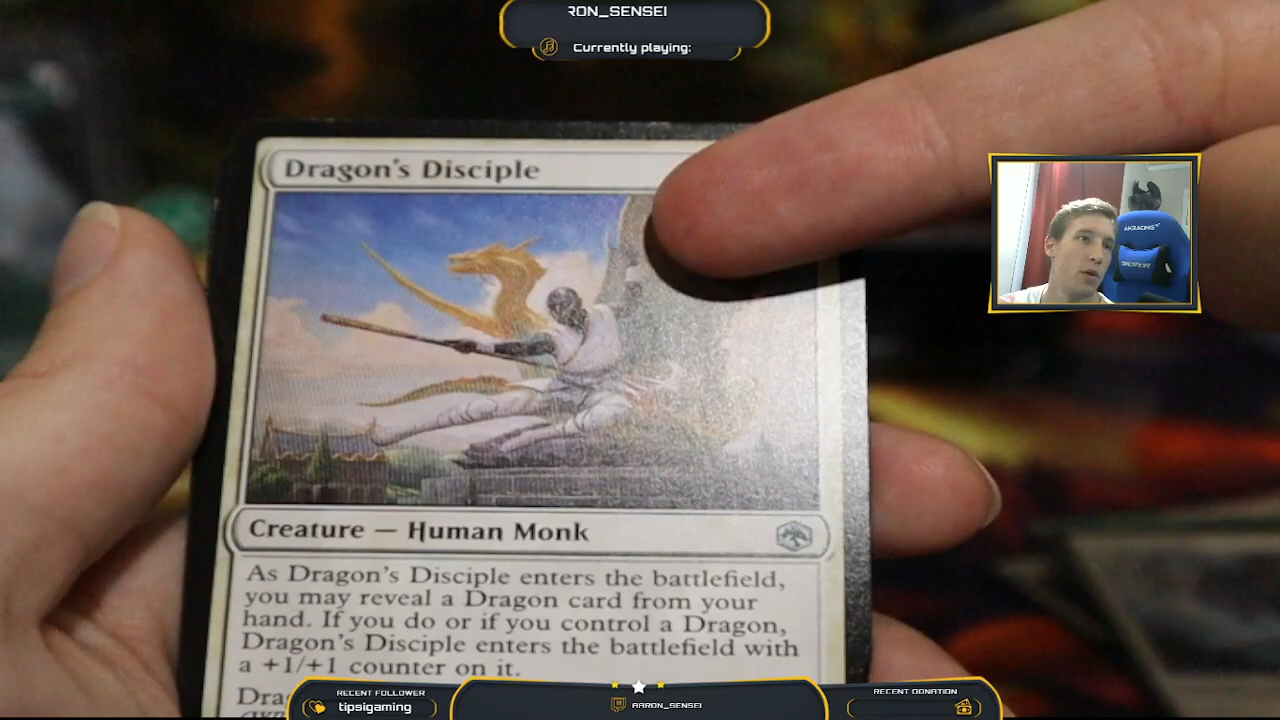 RON_SENSEI
Currently playing:
Dragon's Disciple
AKRACING
Creature — Human Monk
As Dragon's Disciple enters the battlefield,
you may reveal a Dragon card from your
hand. If you do or if you control a Dragon,
Dragon's Disciple enters the battlefield with
a +1/+1 counter on it.
RECENT FOLLOWER
tipsigaming
AARON_SENSEI
RECENT DONATION